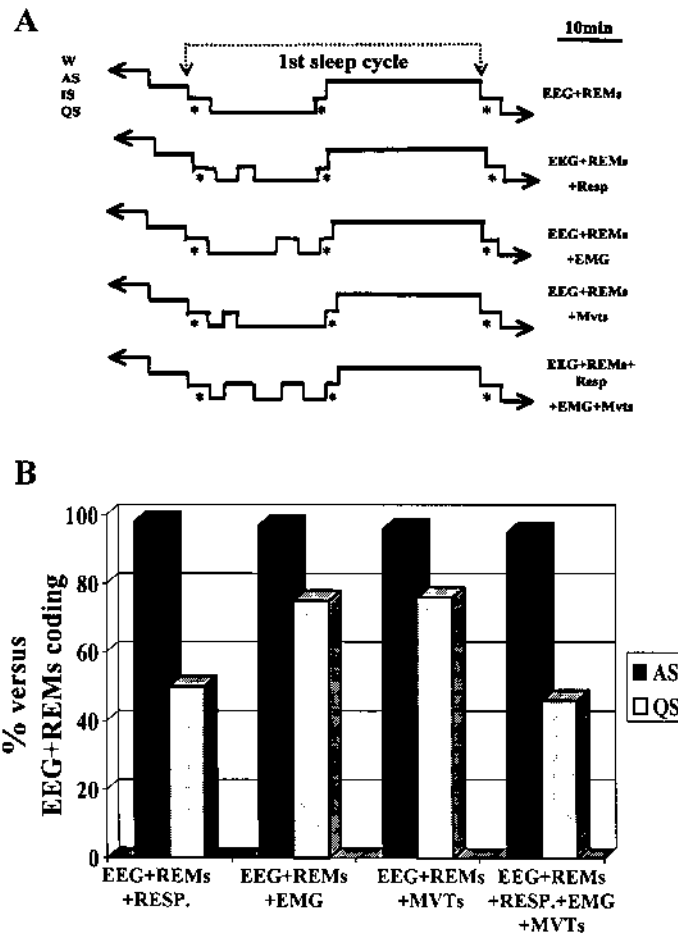 A
10min
1st sleep cycle
W
AS
IS
QS
EEG+REMs
* * *
EEG+REMs
+Resp
* * *
EEG+REMs
+EMG
* * *
EEG+REMs
+Mvts
* * *
EEG+REMs+
Resp
+EMG+Mvts
* * *
B
% versus
EEG+REMs coding
100
80
60
40
20
0
AS
QS
EEG+REMs
+RESP.
EEG+REMs
+EMG
EEG+REMs
+MVTs
EEG+REMs
+RESP.+EMG
+MVTs